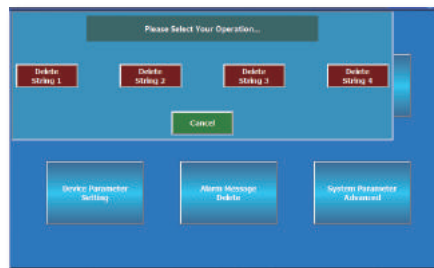 Please Select Your Operation...
Delete
String 1
Delete
String 2
Delete
String 3
Delete
String 4
Cancel
Device Parameter
Setting
Alarm Message
Delete
System Parameter
Advanced